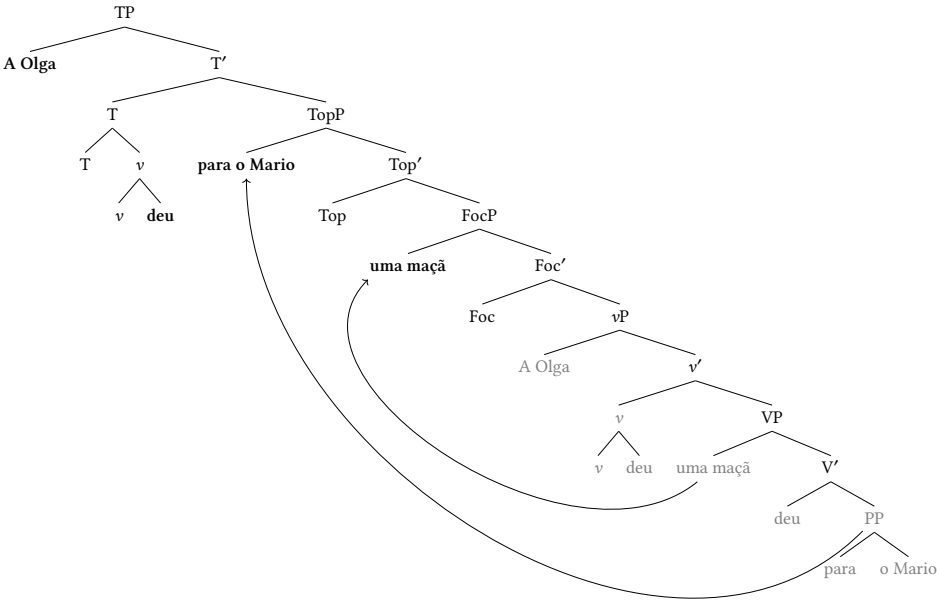 TP
A Olga T′
T TopP
T v para o Mario Top′
v deu Top FocP
uma maçã Foc′
Foc vP
A Olga v′
v VP
v deu uma maçã V′
deu PP
para o Mario